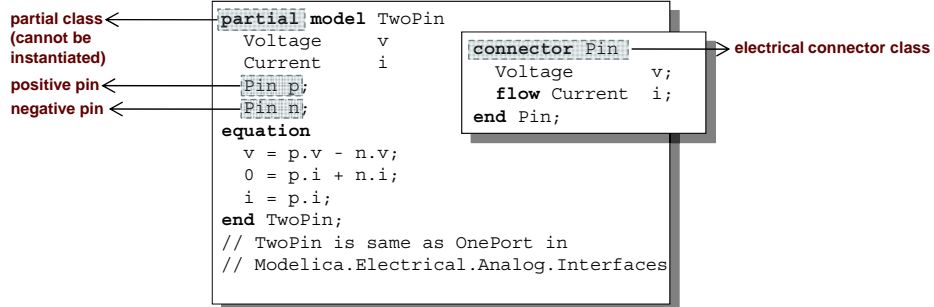 partial class
(cannot be
instantiated)
positive pin
negative pin
partial model TwoPin
  Voltage      v
  Current      i
  Pin p;
  Pin n;
equation
  v = p.v - n.v;
  0 = p.i + n.i;
  i = p.i;
end TwoPin;
// TwoPin is same as OnePort in
// Modelica.Electrical.Analog.Interfaces
connector Pin
  Voltage       v;
  flow Current  i;
end Pin;
electrical connector class